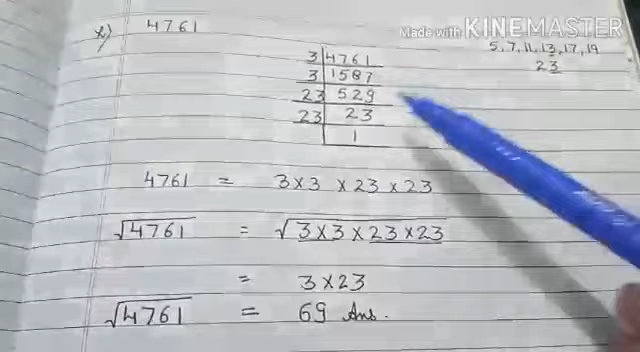 Made with KINEMASTER
x) 4761
5, 7, 11, 13, 17, 19
23
3 | 4761
3 | 1587
23 | 529
23 | 23
1
4761 = 3×3 ×23 ×23
√4761 = √3×3×23×23
= 3×23
√4761 = 69 Ans.